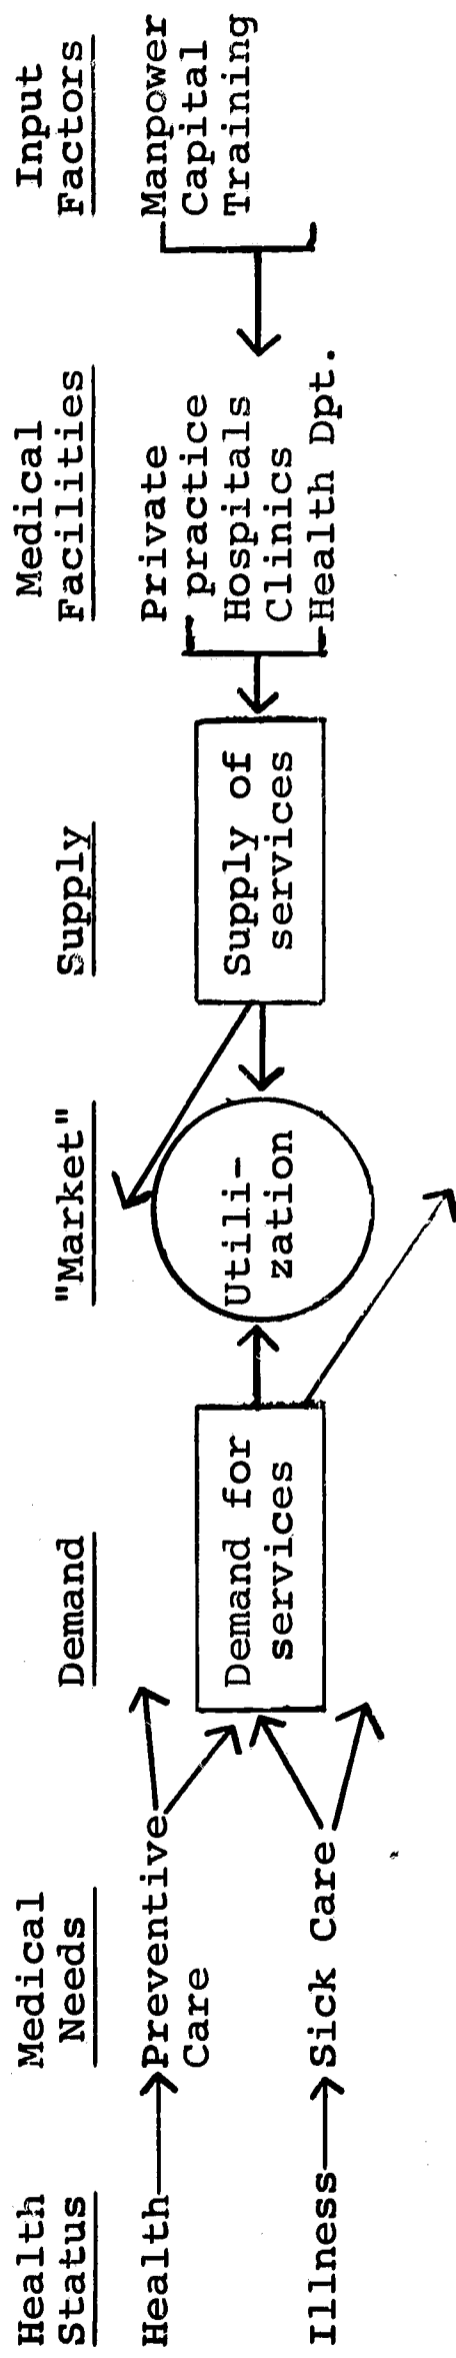 Health
Status
Medical
Needs
Demand
"Market"
Supply
Medical
Facilities
Input
Factors
Health
Preventive
Care
Illness
Sick Care
Demand for
services
Utili-
zation
Supply of
services
Private
practice
Hospitals
Clinics
Health Dpt.
Manpower
Capital
Training